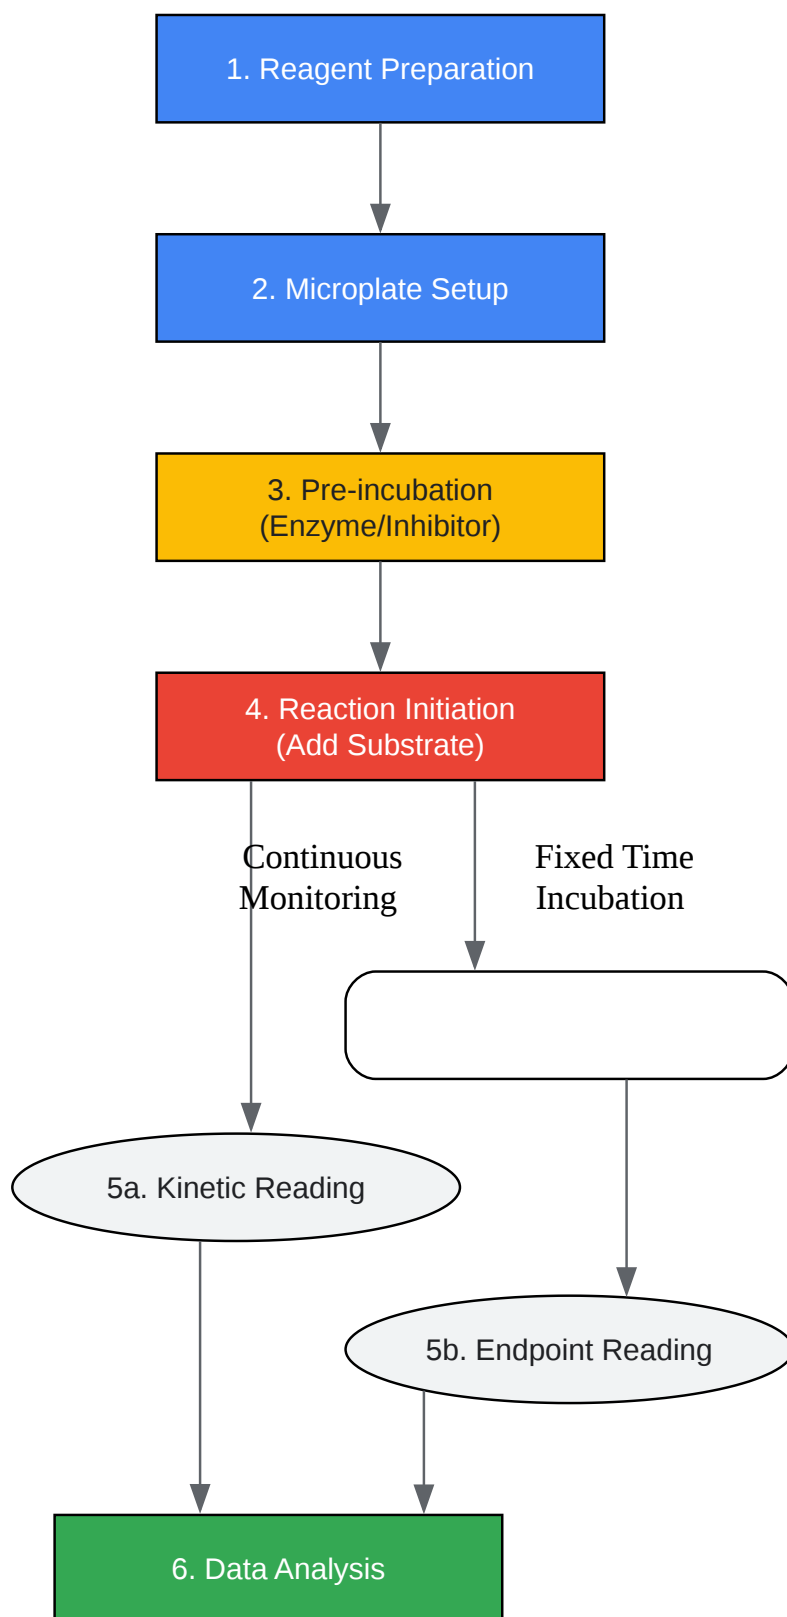 1. Reagent Preparation
2. Microplate Setup
3. Pre-incubation
(Enzyme/Inhibitor)
4. Reaction Initiation
(Add Substrate)
Continuous
Monitoring
Fixed Time
Incubation
5a. Kinetic Reading
5b. Endpoint Reading
6. Data Analysis